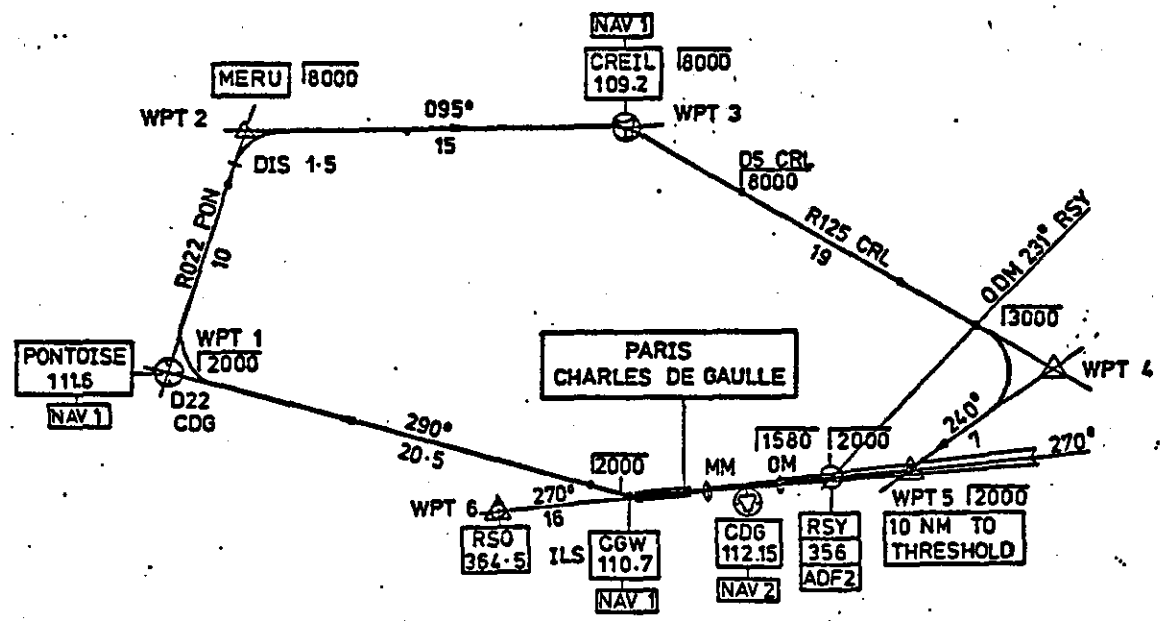 NAV 1
CREIL
109.2
8000
MERU
8000
WPT 2
095°
15
WPT 3
DIS 1.5
D5 CRL
8000
R022 PON
10
R125 CRL
19
QDM 231° RSY
3000
WPT 4
PONTOISE
111.6
NAV 1
WPT 1
2000
D22
CDG
PARIS
CHARLES DE GAULLE
290°
20.5
240°
7
270°
2000
MM
1580
OM
2000
WPT 5
2000
10 NM TO
THRESHOLD
WPT 6
270°
16
RSO
364.5
ILS
CGW
110.7
NAV 1
CDG
112.15
NAV 2
RSY
356
ADF2